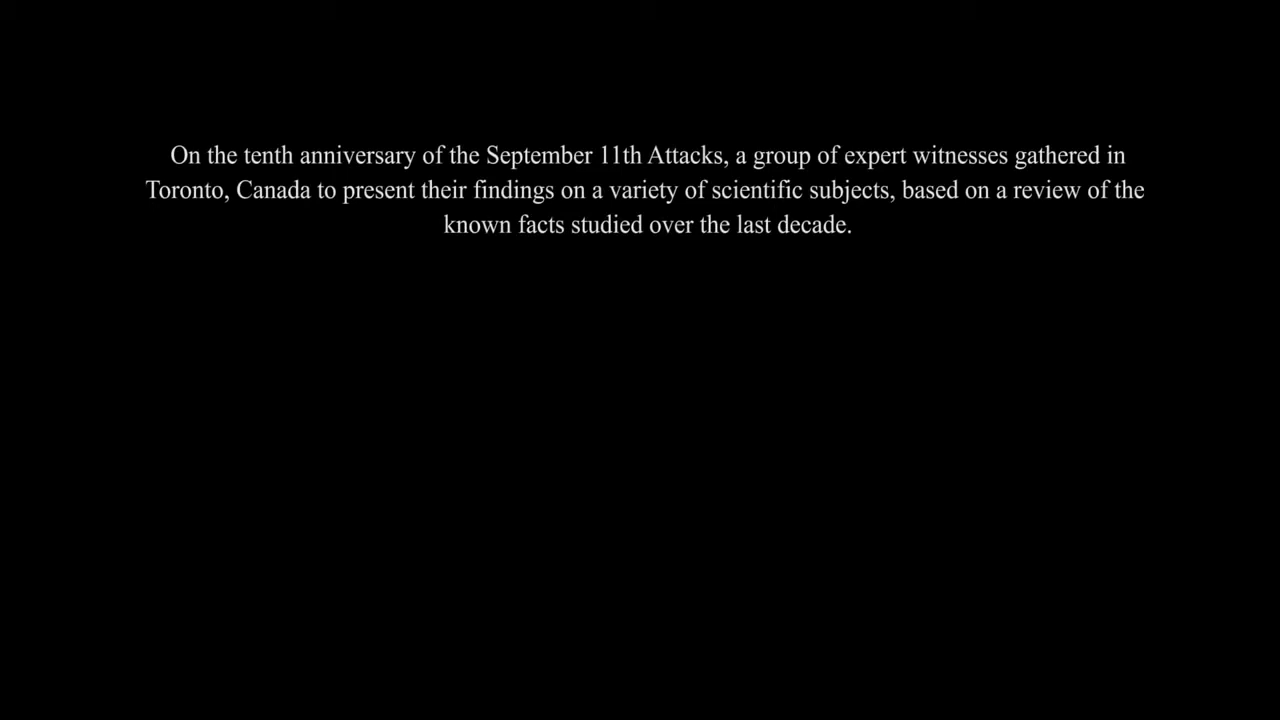 On the tenth anniversary of the September 11th Attacks, a group of expert witnesses gathered in
Toronto, Canada to present their findings on a variety of scientific subjects, based on a review of the
known facts studied over the last decade.